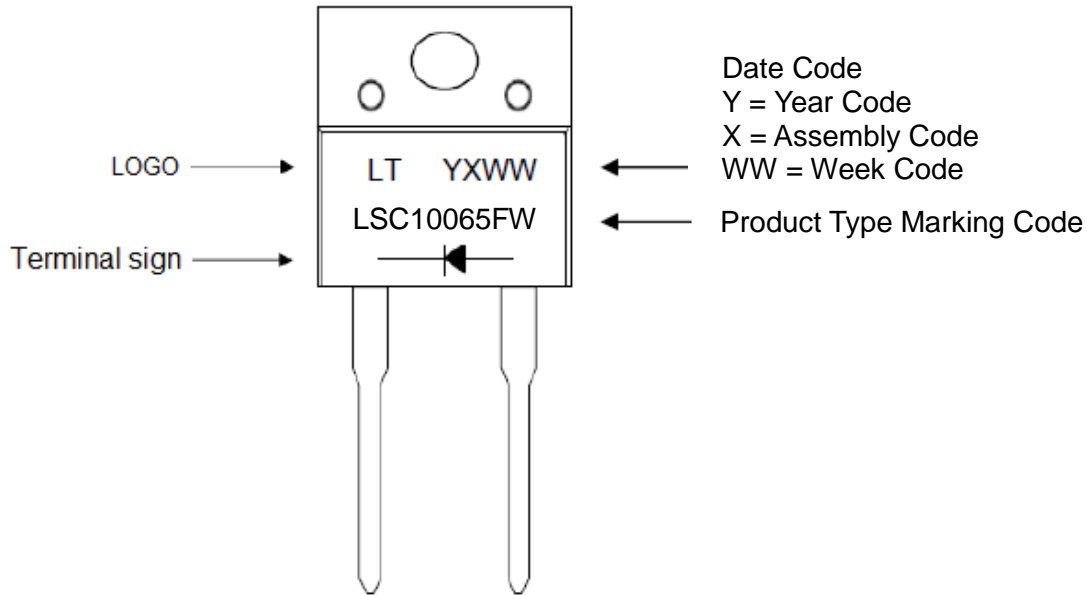 Date Code
Y = Year Code
X = Assembly Code
WW = Week Code
LOGO
LT YXWW
LSC10065FW
Product Type Marking Code
Terminal sign